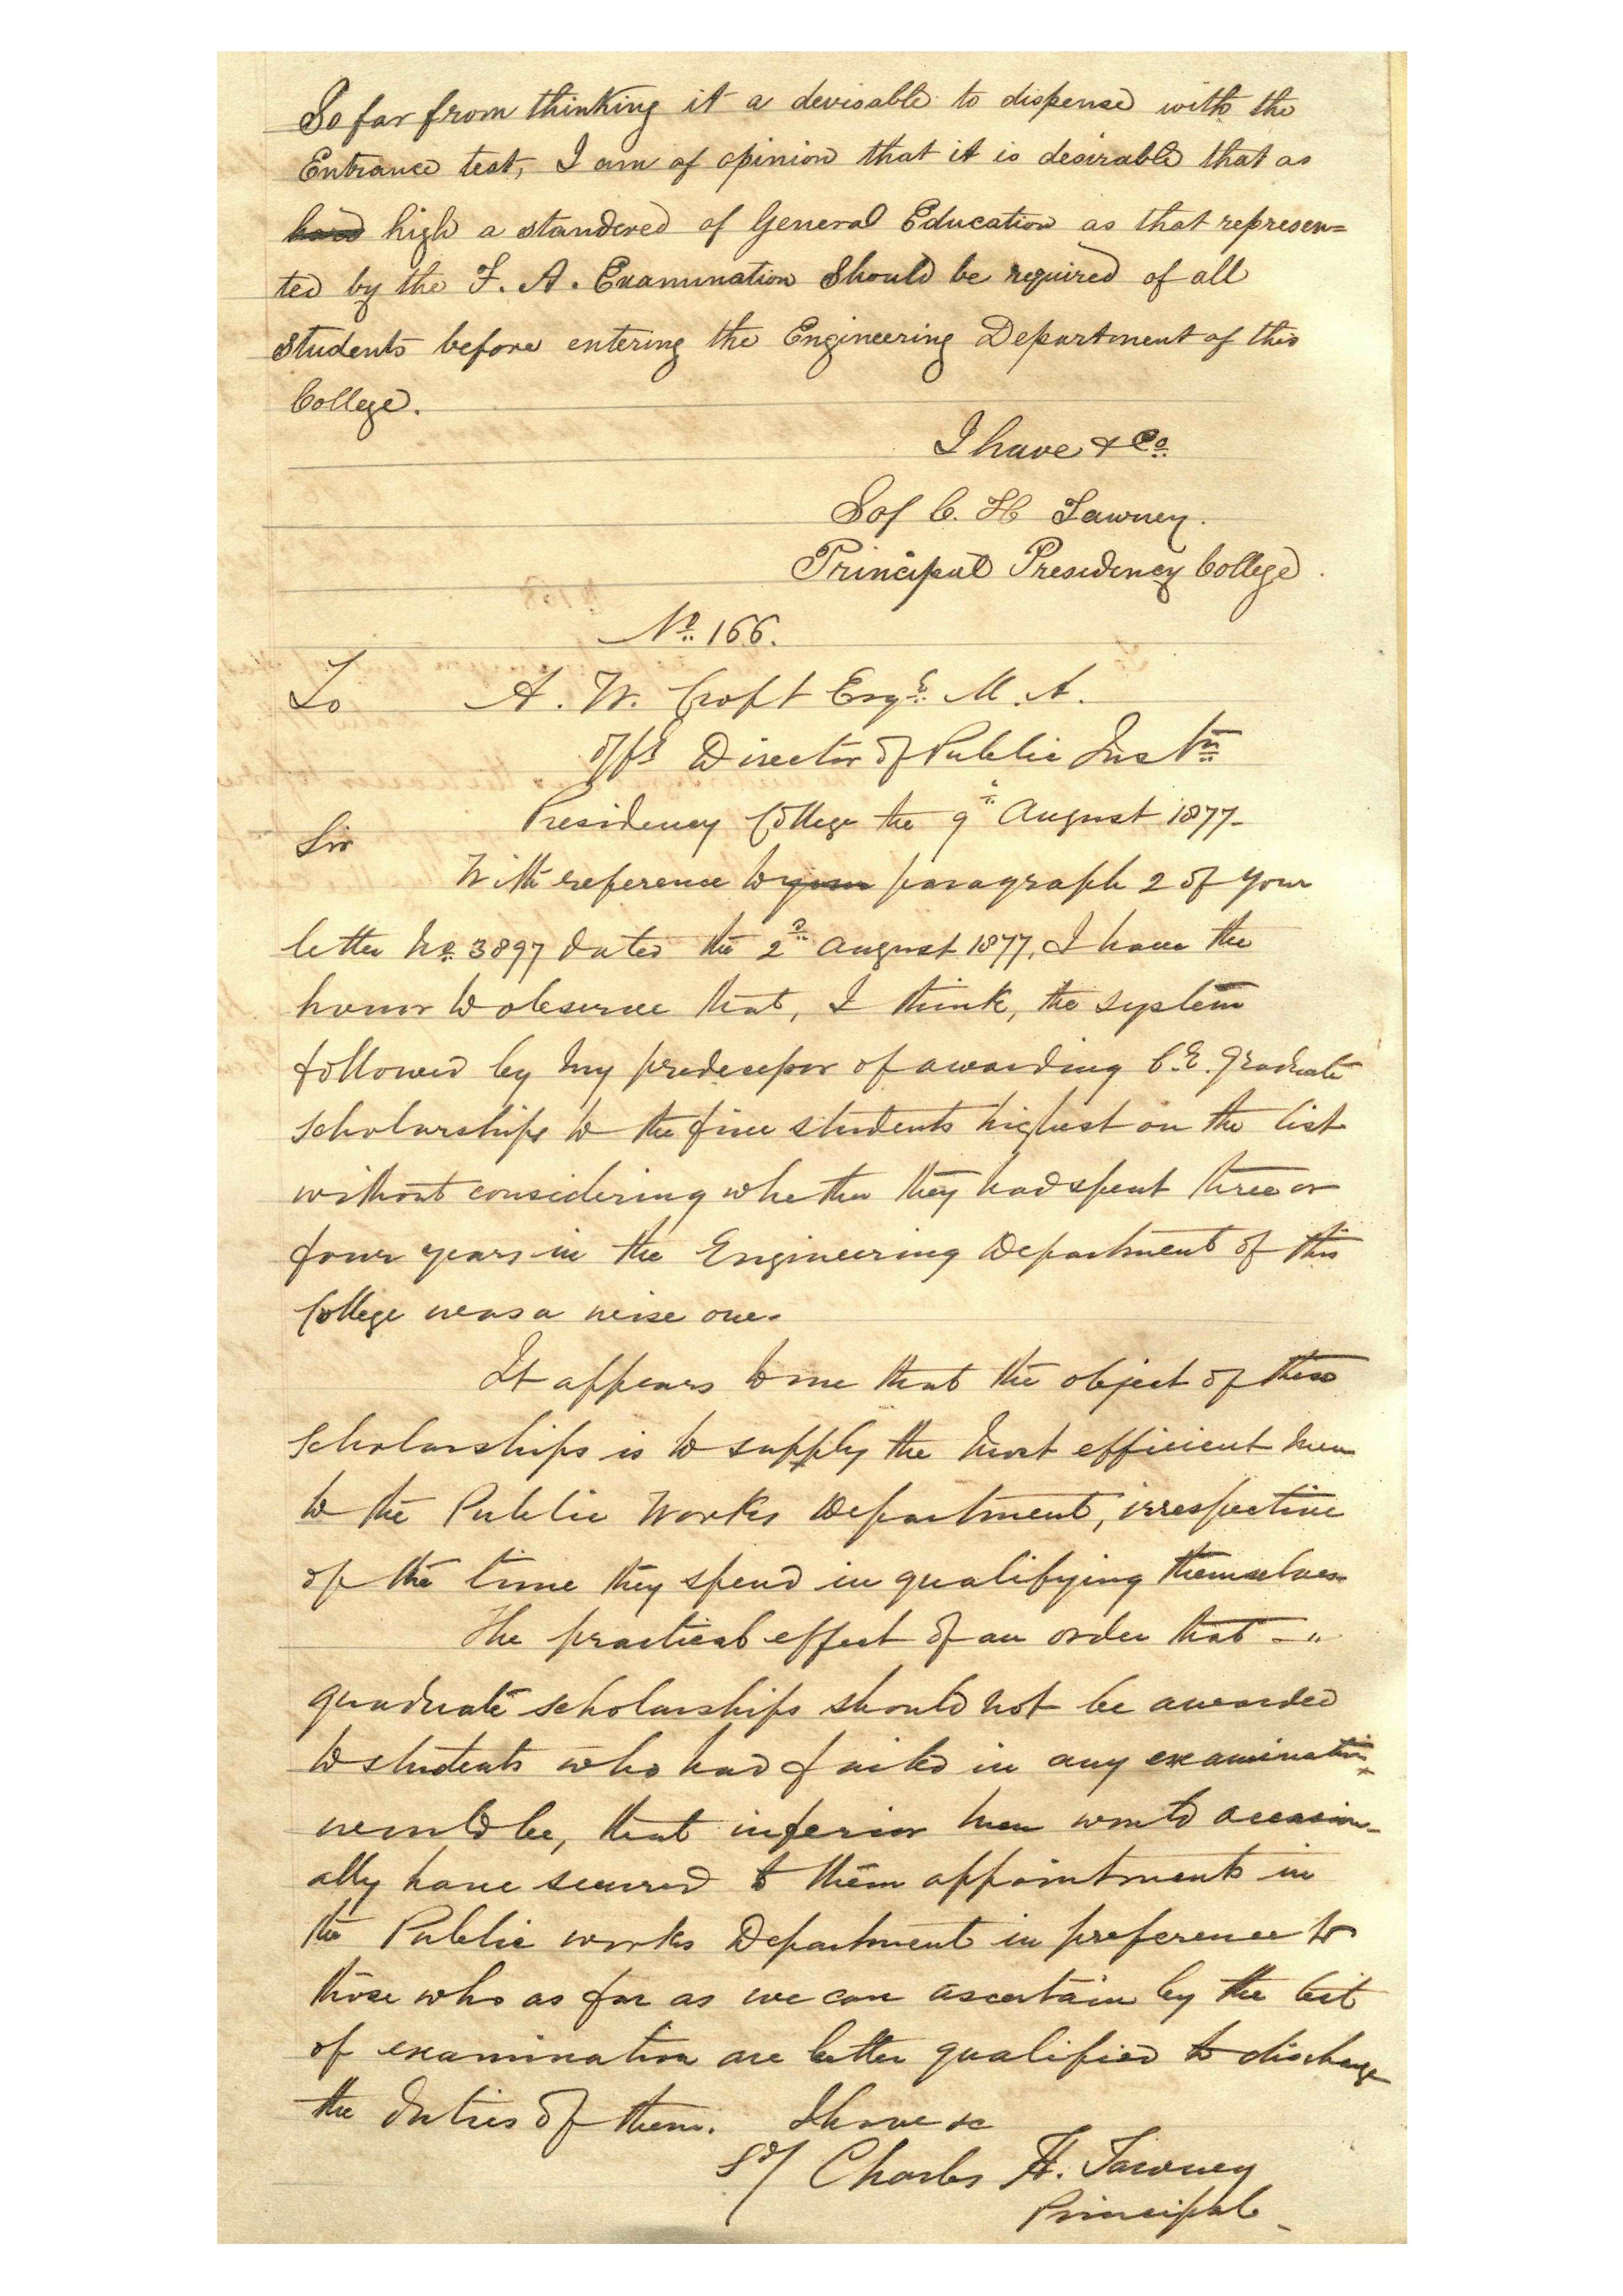 So far from thinking it a devisable to dispense with the
Entrance test, I am of opinion that it is desirable that as
hard high a standered of General Education as that represen=
ted by the F. A. Examination Should be required of all
Students before entering the Engineering Department of this
College.
I have & Co.
Sd/ C. H Tawney.
Principal Presidency College.
No. 166.
To A. W. Croft Esqr. M. A.
Offg Director of Public Instn
Presidency College the 9th August 1877-
Sir
With reference to your paragraph 2 of your
letter No. 3897 dated the 2nd August 1877, I have the
honor to observe that, I think, the system
followed by my predecessor of awarding C. E. graduate
scholarships to the five students highest on the list
without considering whether they had spent three or
four years in the Engineering Department of this
College was a wise one.
It appears to me that the object of these
scholarships is to supply the most efficient men
to the Public Works Department, irrespective
of the time they spend in qualifying themselves.
The practical effect of an order that - "
graduate scholarships should not be awarded
to students who had failed in any examination
would be, that inferior men would occasion-
ally have secured to them appointments in
the Public works Department in preference to
those who as far as we can ascertain by the test
of examination are better qualified to discharge
the duties of them. I have &c
Sd/ Charles H. Tawney
Principal